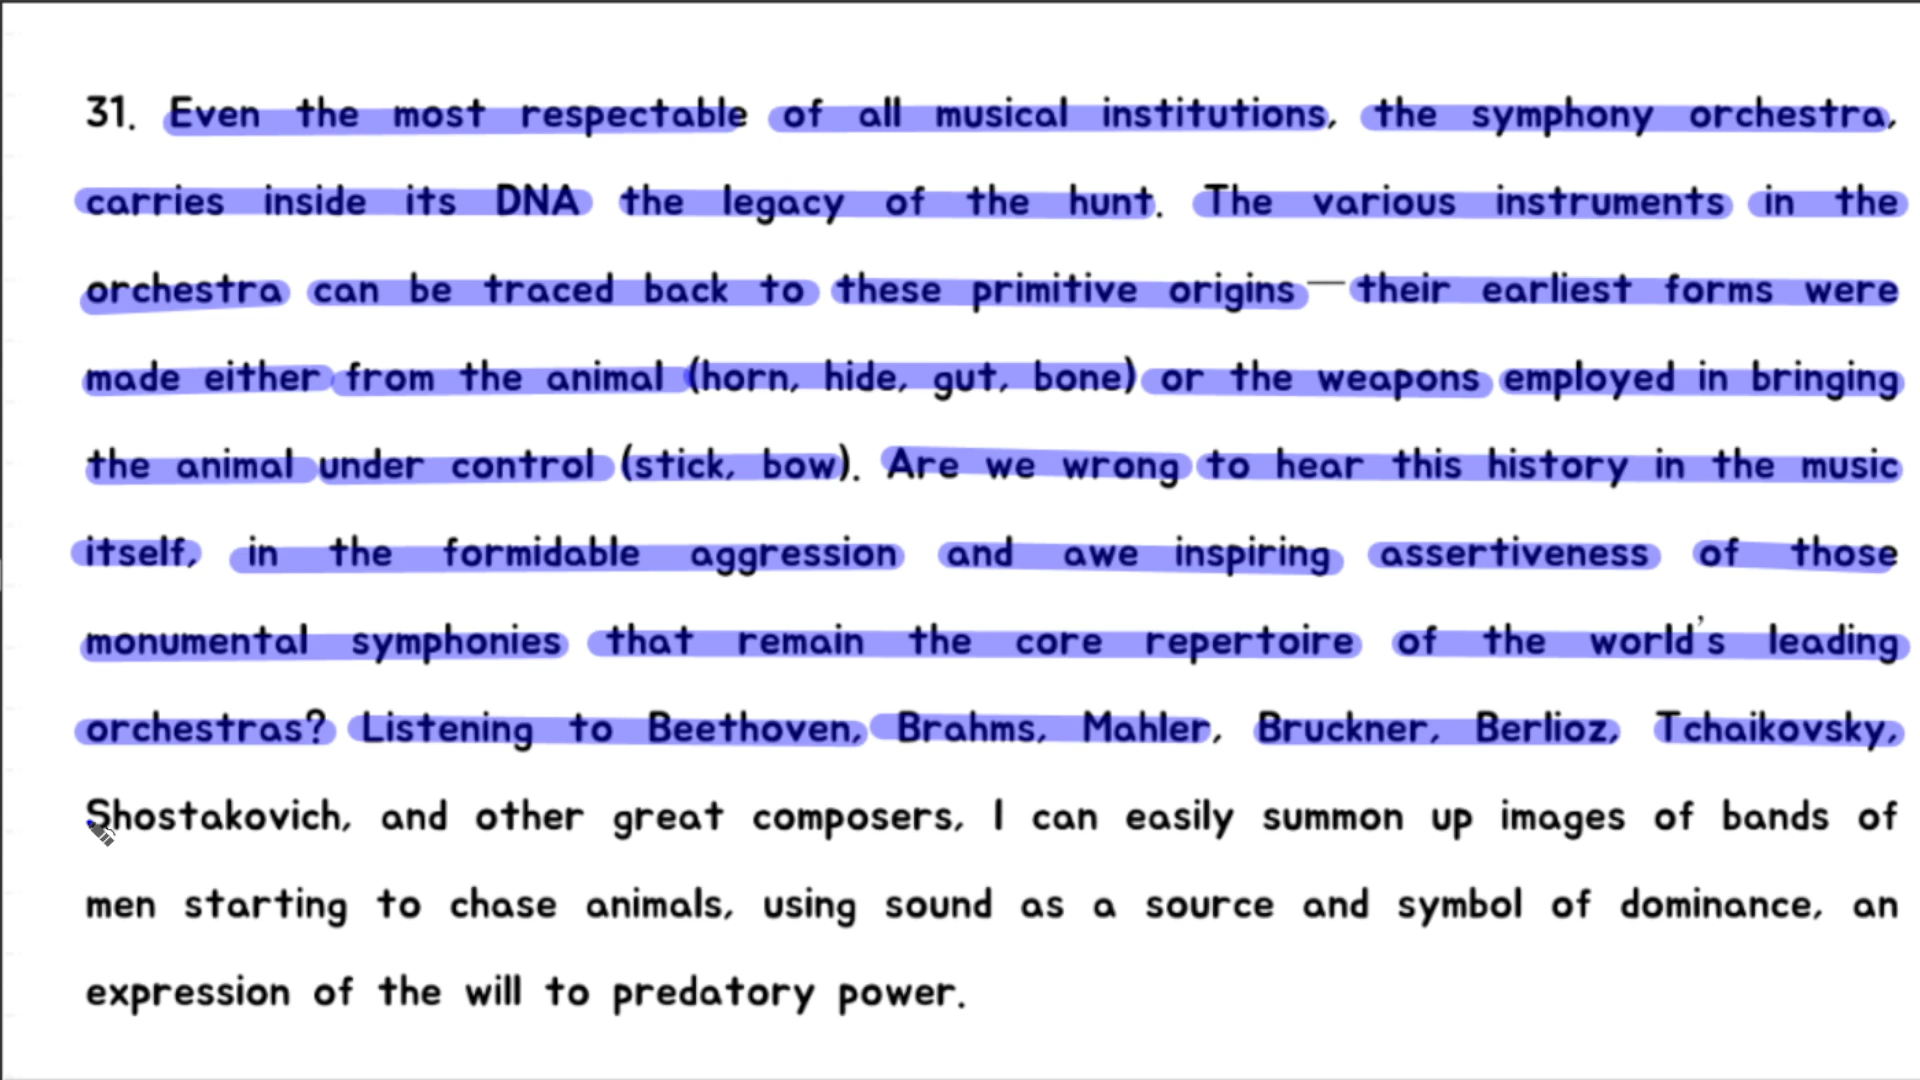 31. Even the most respectable of all musical institutions, the symphony orchestra,
carries inside its DNA the legacy of the hunt. The various instruments in the
orchestra can be traced back to these primitive origins—their earliest forms were
made either from the animal (horn, hide, gut, bone) or the weapons employed in bringing
the animal under control (stick, bow). Are we wrong to hear this history in the music
itself, in the formidable aggression and awe inspiring assertiveness of those
monumental symphonies that remain the core repertoire of the world's leading
orchestras? Listening to Beethoven, Brahms, Mahler, Bruckner, Berlioz, Tchaikovsky,
Shostakovich, and other great composers, I can easily summon up images of bands of
men starting to chase animals, using sound as a source and symbol of dominance, an
expression of the will to predatory power.